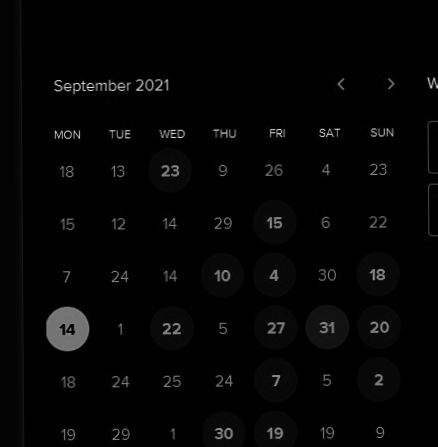 September 2021 < > W
MON TUE WED THU FRI SAT SUN
18 13 23 9 26 4 23
15 12 14 29 15 6 22
7 24 14 10 4 30 18
14 1 22 5 27 31 20
18 24 25 24 7 5 2
19 29 1 30 19 19 9